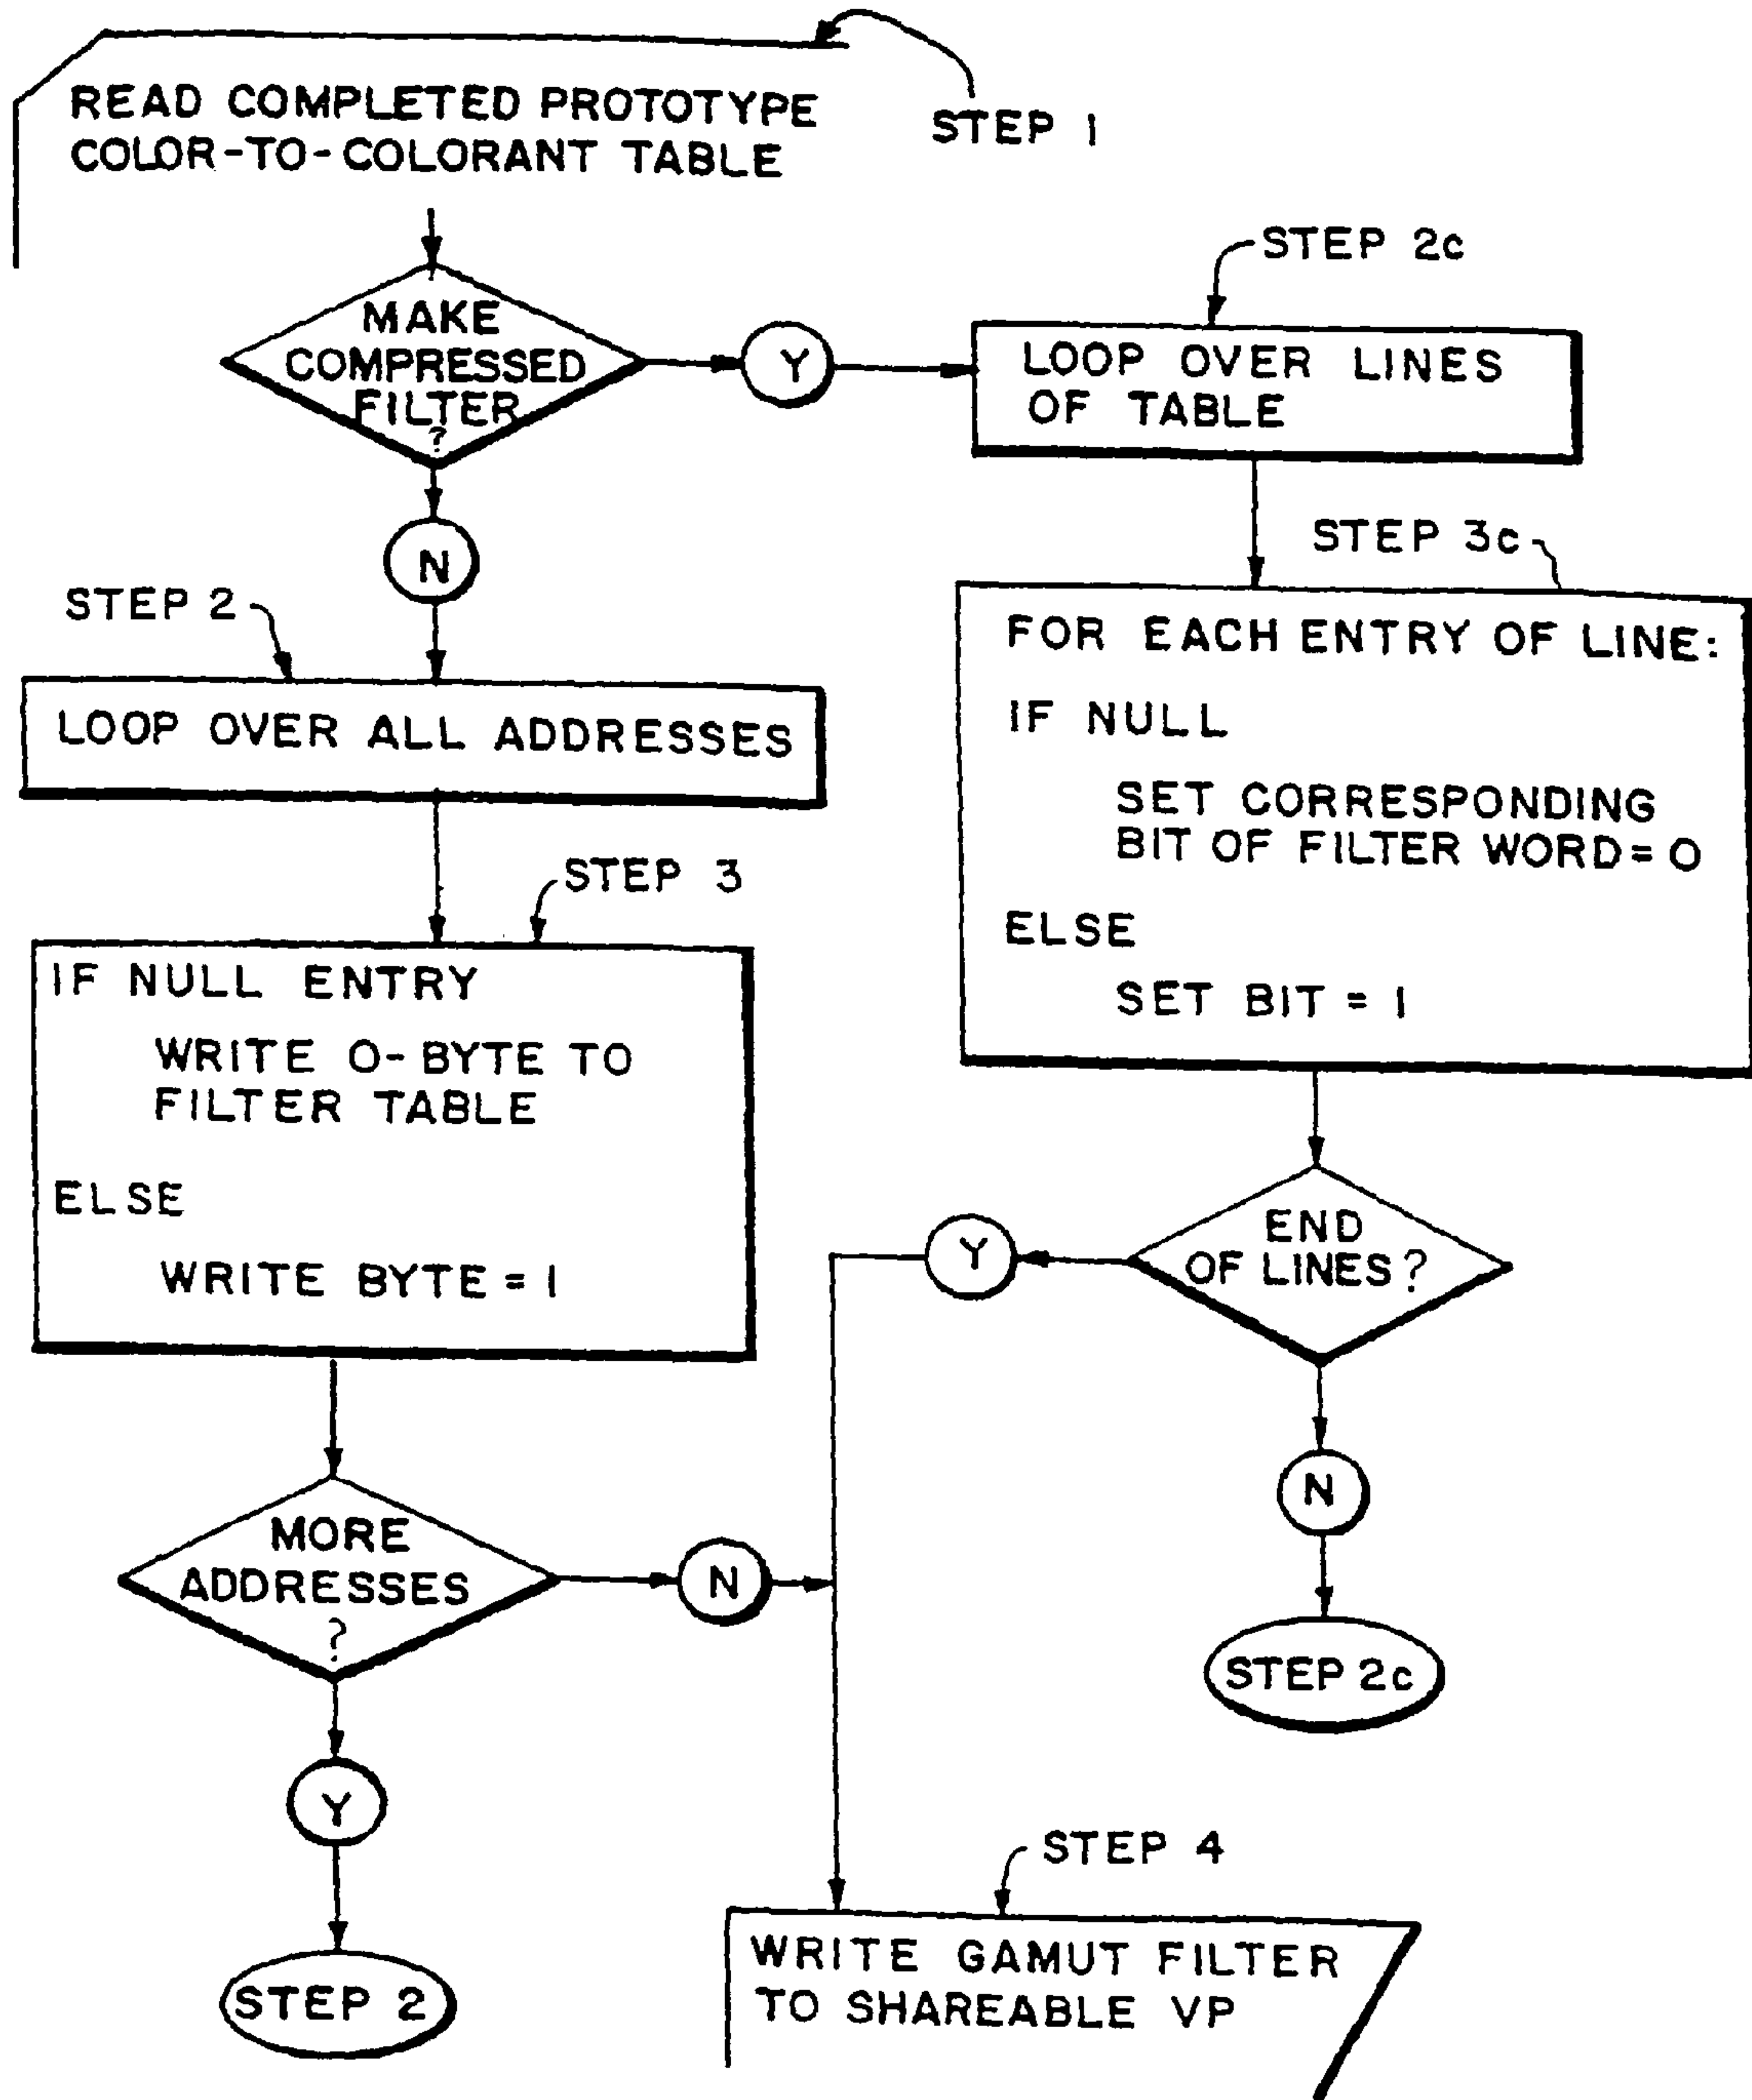 READ COMPLETED PROTOTYPE
COLOR-TO-COLORANT TABLE
STEP 1
MAKE
COMPRESSED
FILTER
?
Y
STEP 2c
LOOP OVER LINES
OF TABLE
N
STEP 2
LOOP OVER ALL ADDRESSES
STEP 3c
FOR EACH ENTRY OF LINE:
IF NULL
SET CORRESPONDING
BIT OF FILTER WORD = 0
ELSE
SET BIT = 1
STEP 3
IF NULL ENTRY
WRITE 0-BYTE TO
FILTER TABLE
ELSE
WRITE BYTE = 1
END
OF LINES?
Y
N
STEP 2c
MORE
ADDRESSES
?
N
Y
STEP 2
STEP 4
WRITE GAMUT FILTER
TO SHAREABLE VP